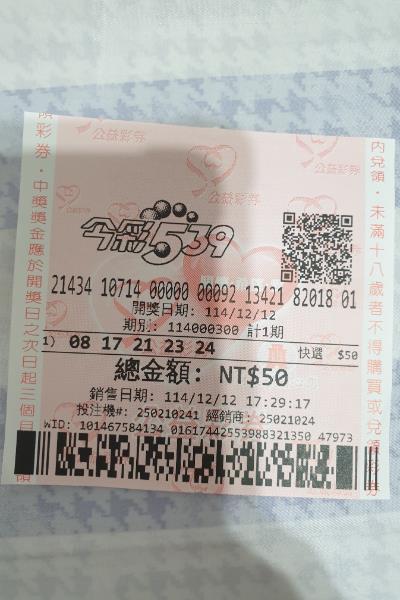 公益彩券
公益彩券
今彩539
21434 10714 00000 00092 13421 82018 01
開獎日期: 114/12/12
期別: 114000300 計1期
1) 08 17 21 23 24 快選 $50
總金額: NT$50
銷售日期: 114/12/12 17:29:17
投注機#: 250210241 經銷商: 25021024
WID: 101467584134 01617442553988321350 47973
彩券·中獎獎金應於開獎日之次日起三個月
內兌領·未滿十八歲者不得購買或兌領彩券